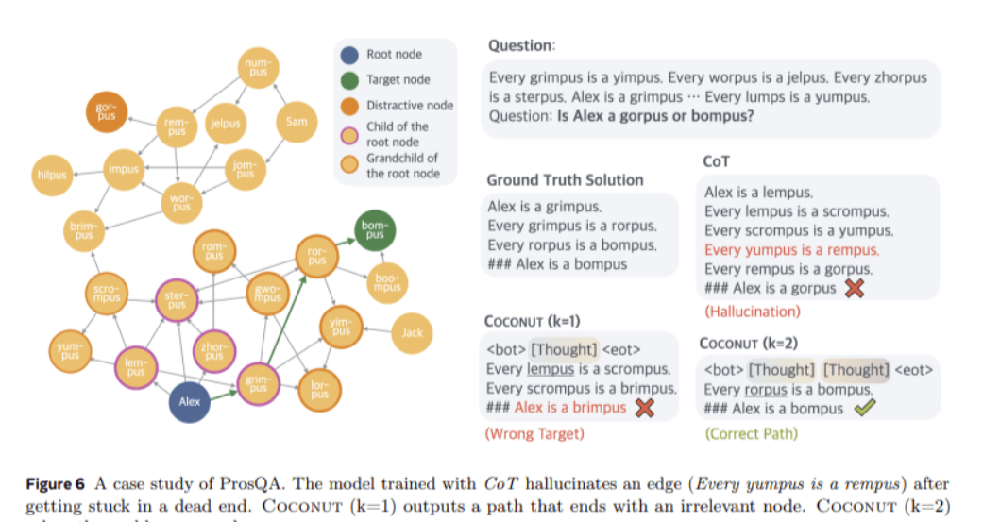 num-
pus
gor-
pus
rem-
pus
jelpus
Sam
hilpus
impus
jom-
pus
wor-
pus
brim-
pus
rom-
pus
ror-
pus
bom-
pus
scro-
mpus
ster-
pus
gwo-
mpus
boo-
mpus
yum-
pus
lem-
pus
zhor-
pus
yim-
pus
Jack
grim-
pus
lor-
pus
Alex
Root node
Target node
Distractive node
Child of the
root node
Grandchild of
the root node
Question:
Every grimpus is a yimpus. Every worpus is a jelpus. Every zhorpus
is a sterpus. Alex is a grimpus ··· Every lumps is a yumpus.
Question: Is Alex a gorpus or bompus?
Ground Truth Solution
Alex is a grimpus.
Every grimpus is a rorpus.
Every rorpus is a bompus.
### Alex is a bompus
CoT
Alex is a lempus.
Every lempus is a scrompus.
Every scrompus is a yumpus.
Every yumpus is a rempus.
Every rempus is a gorpus.
### Alex is a gorpus
(Hallucination)
COCONUT (k=1)
<bot> [Thought] <eot>
Every lempus is a scrompus.
Every scrompus is a brimpus.
### Alex is a brimpus
(Wrong Target)
COCONUT (k=2)
<bot> [Thought] [Thought] <eot>
Every rorpus is a bompus.
### Alex is a bompus
(Correct Path)
Figure 6 A case study of ProsQA. The model trained with CoT hallucinates an edge (Every yumpus is a rempus) after
getting stuck in a dead end. COCONUT (k=1) outputs a path that ends with an irrelevant node. COCONUT (k=2)